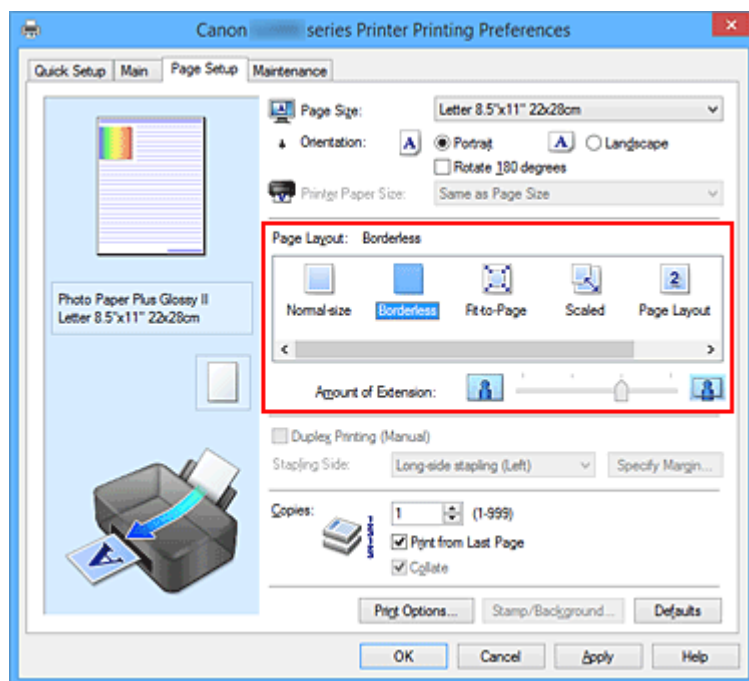 Canon series Printer Printing Preferences
Quick Setup Main Page Setup Maintenance
Page Size: Letter 8.5"x11" 22x28cm
Orientation: A Portrait A Landscape
Rotate 180 degrees
Printer Paper Size: Same as Page Size
Page Layout: Borderless
Normal-size Borderless Fit-to-Page Scaled Page Layout
Photo Paper Plus Glossy II
Letter 8.5"x11" 22x28cm
Amount of Extension:
Duplex Printing (Manual)
Stapling Side: Long-side stapling (Left) Specify Margin...
Copies: 1 (1-999)
Print from Last Page
Collate
Print Options... Stamp/Background... Defaults
OK Cancel Apply Help